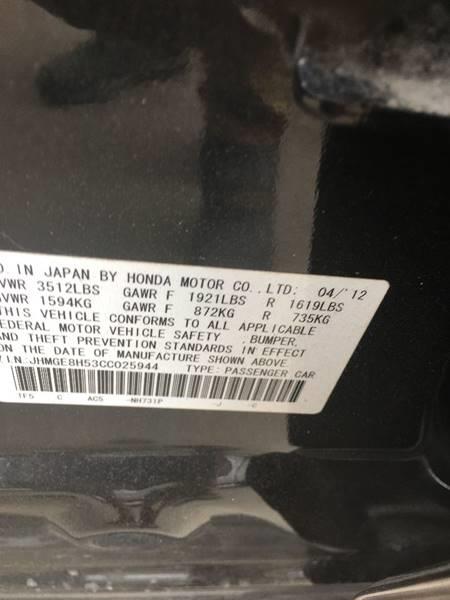 D IN JAPAN BY HONDA MOTOR CO.,LTD. 04/'12
VWR 3512LBS GAWR F 1921LBS R 1619LBS
VWR 1594KG GAWR F 872KG R 735KG
THIS VEHICLE CONFORMS TO ALL APPLICABLE
EDERAL MOTOR VEHICLE SAFETY, BUMPER,
AND THEFT PREVENTION STANDARDS IN EFFECT
ON THE DATE OF MANUFACTURE SHOWN ABOVE
V.I.N.:JHMGE8H53CC025944 TYPE: PASSENGER CAR
1F5 C AC5 -NH731P -J -C